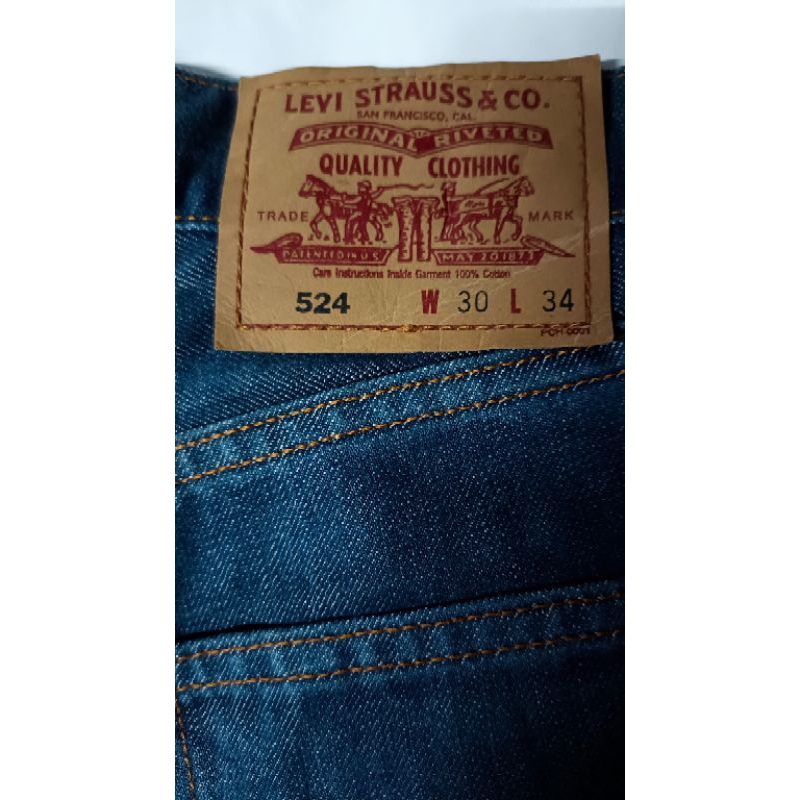 LEVI STRAUSS & CO.
SAN FRANCISCO, CAL.
ORIGINAL RIVETED
QUALITY CLOTHING
TRADE MARK
PATENTED IN U.S. MAY 20 1873
Care Instructions Inside Garment 100% Cotton
524 W 30 L 34